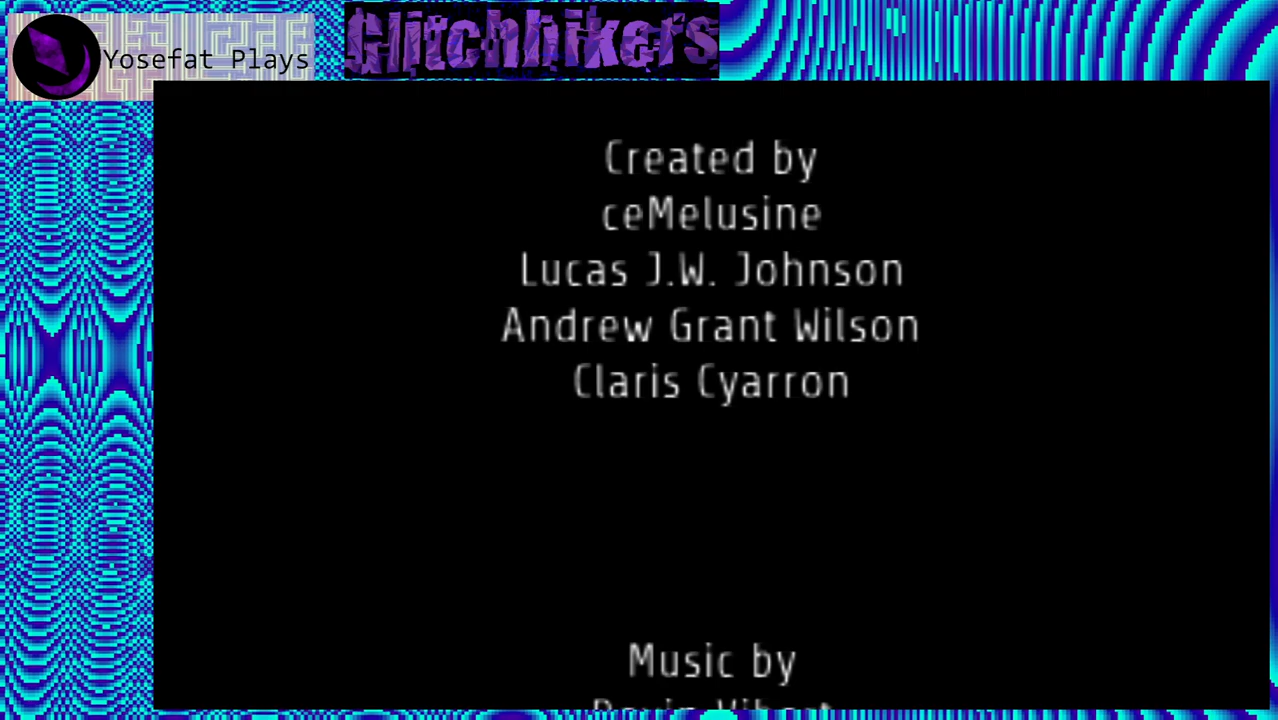 Yosefat Plays
Glitchhikers
Created by
ceMelusine
Lucas J.W. Johnson
Andrew Grant Wilson
Claris Cyarron
Music by